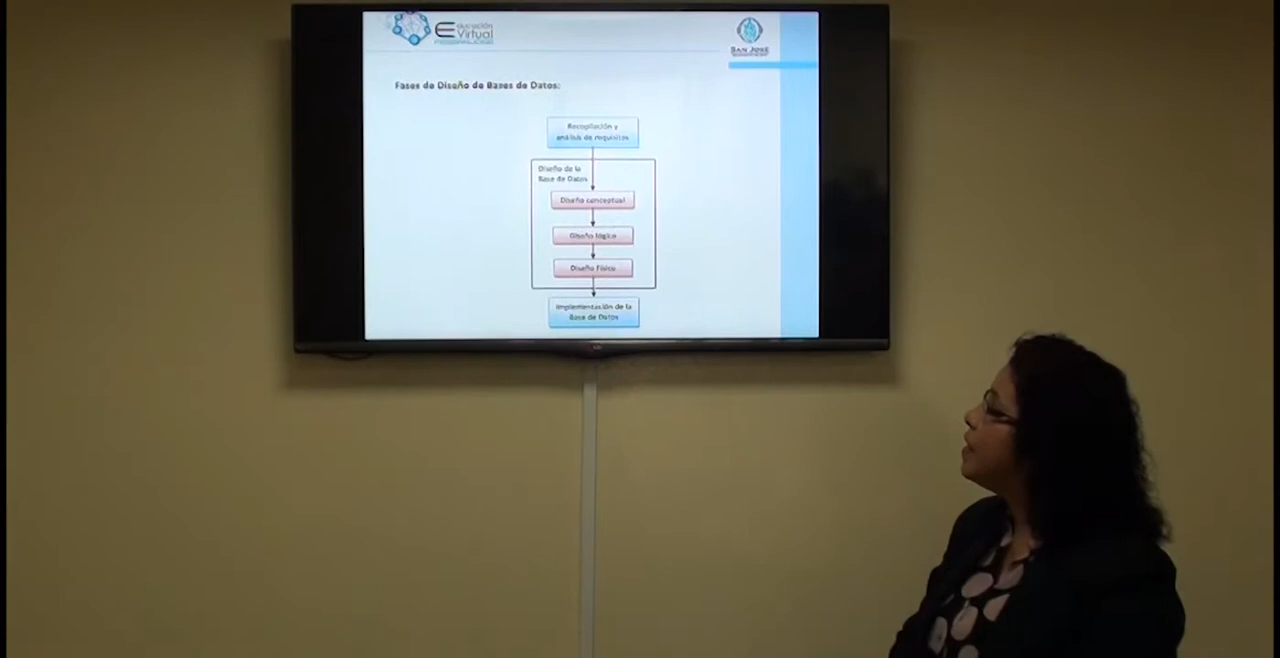 Educación
Virtual
SAN JOSÉ
Fases de Diseño de Bases de Datos:
Recopilación y
análisis de requisitos
Diseño de la
Base de Datos
Diseño conceptual
Diseño lógico
Diseño Físico
Implementación de la
Base de Datos